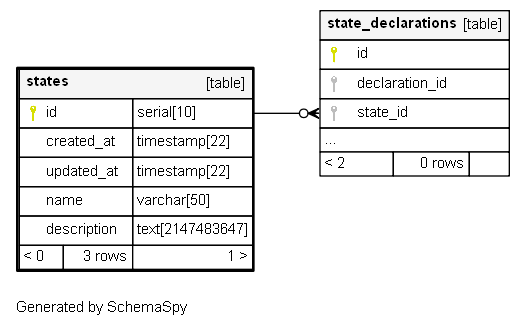 state_declarations [table]
id
declaration_id
state_id
...
< 2 0 rows
states [table]
id serial[10]
created_at timestamp[22]
updated_at timestamp[22]
name varchar[50]
description text[2147483647]
< 0 3 rows 1 >
Generated by SchemaSpy